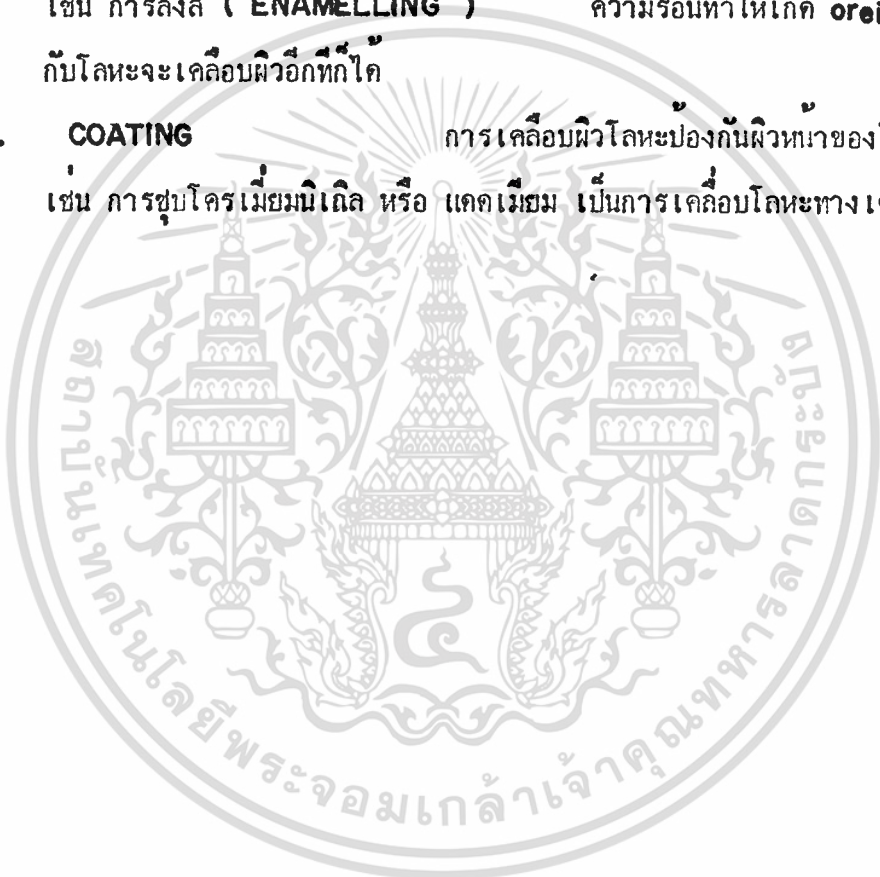 เช่น การลงสี ( ENAMELLING ) ความร้อนทำให้เกิด
กับโลหะจะเคลือบผิวอีกทีก็ได้
COATING การเคลือบผิวโลหะป้องกันผิวหน้าของ
เช่น การชุบโครเมี่ยมนิเกิล หรือ แคดเมียม เป็นการเคลื่อบโลหะทาง
สถาบันเทคโนโลยีพระจอมเกล้าเจ้าคุณทหารลาดกระบัง